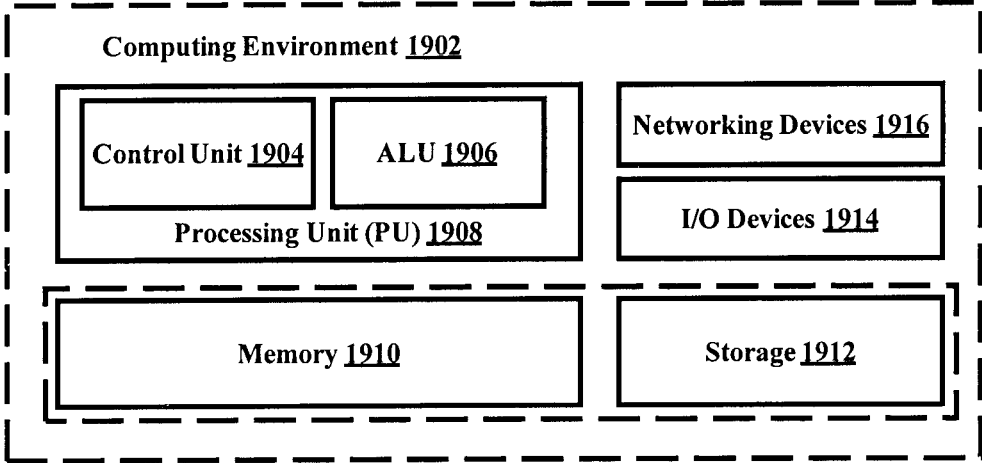 Computing Environment 1902
Control Unit 1904
ALU 1906
Processing Unit (PU) 1908
Networking Devices 1916
I/O Devices 1914
Memory 1910
Storage 1912